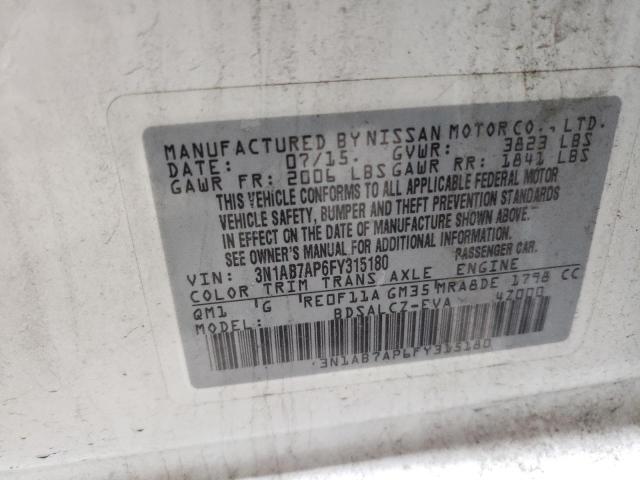 MANUFACTURED BY NISSAN MOTOR CO., LTD.
DATE: 07/15. GVWR: 3823 LBS
GAWR FR: 2006 LBS GAWR RR: 1841 LBS
THIS VEHICLE CONFORMS TO ALL APPLICABLE FEDERAL MOTOR
VEHICLE SAFETY, BUMPER AND THEFT PREVENTION STANDARDS
IN EFFECT ON THE DATE OF MANUFACTURE SHOWN ABOVE.
SEE OWNER'S MANUAL FOR ADDITIONAL INFORMATION.
VIN: 3N1AB7AP6FY315180 PASSENGER CAR.
COLOR TRIM TRANS AXLE ENGINE
QM1 G RE0F11A GM35 MRA8DE 1798 CC
MODEL: BDSALCZ-EVA 4Z000
3N1AB7AP6FY315180